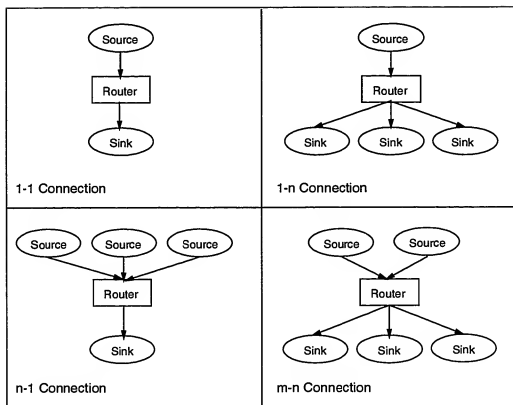 Source
Router
Sink
1-1 Connection
Source
Router
Sink Sink Sink
1-n Connection
Source Source Source
Router
Sink
n-1 Connection
Source Source
Router
Sink Sink Sink
m-n Connection